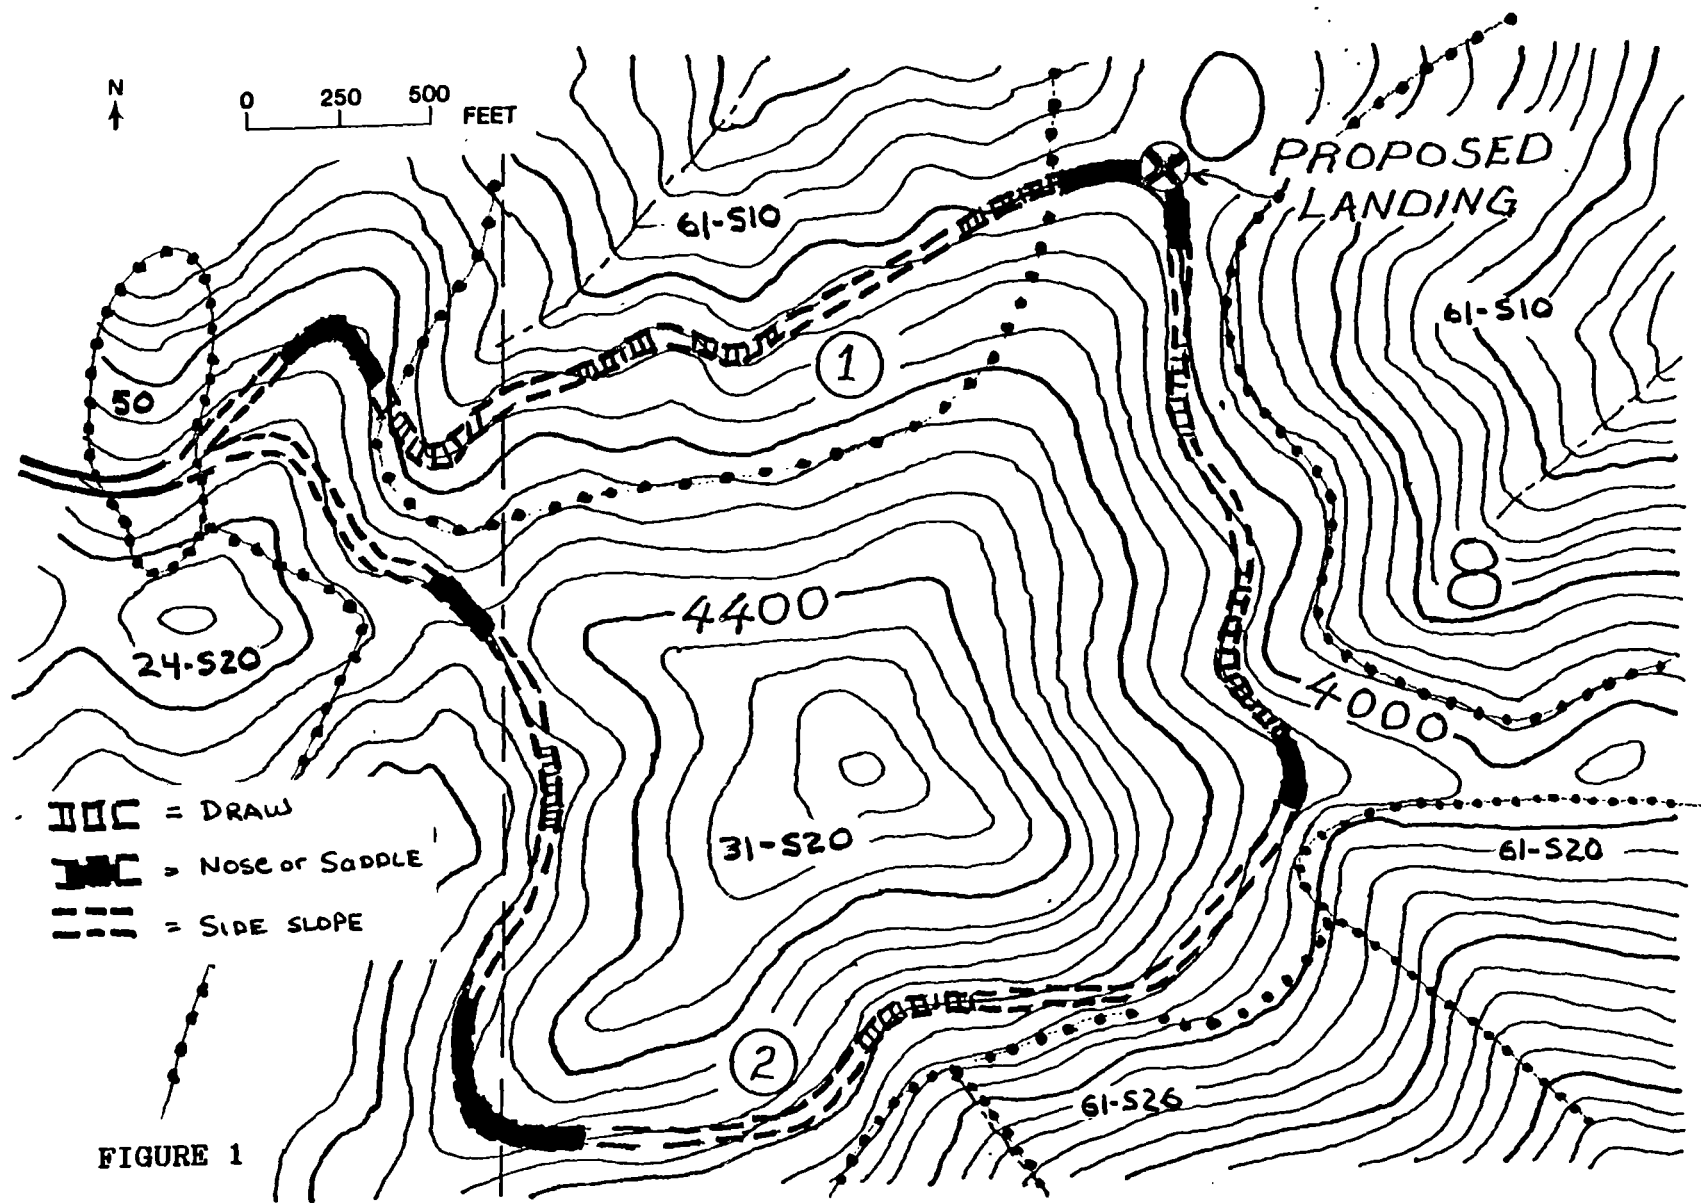 N
0 250 500 FEET
PROPOSED
LANDING
61-S10
61-S10
1
50
4400
24-S20
4000
8
= DRAW
31-S20
61-S20
= NOSE or SADDLE
= SIDE SLOPE
2
61-S26
FIGURE 1